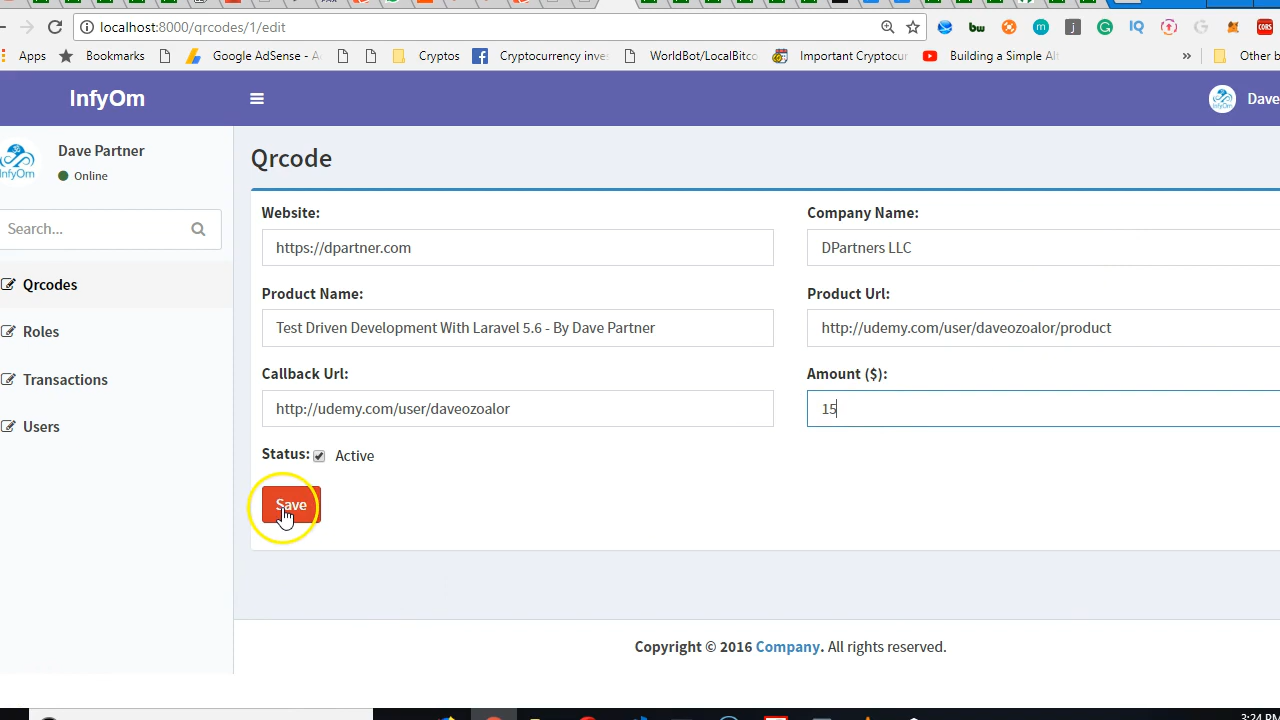 localhost:8000/qrcodes/1/edit
Apps Bookmarks Google AdSense - A Cryptos Cryptocurrency inve WorldBot/LocalBitco Important Cryptocur Building a Simple Al » Other b
InfyOm Dave
Dave Partner
Online
InfyOm
Search...
Qrcodes
Roles
Transactions
Users
Qrcode
Website: Company Name:
https://dpartner.com DPartners LLC
Product Name: Product Url:
Test Driven Development With Laravel 5.6 - By Dave Partner http://udemy.com/user/daveozoalor/product
Callback Url: Amount ($):
http://udemy.com/user/daveozoalor 15
Status: Active
Save
Copyright © 2016 Company. All rights reserved.
3:24 PM